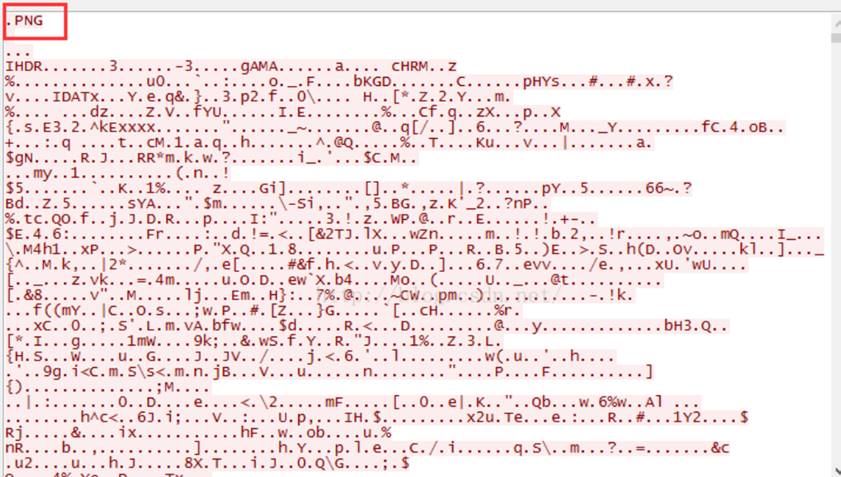 .PNG
...
IHDR.......3......-3.....gAMA......a.... cHRM..z
%..............u0...`..:....o._.F....bKGD.......C......pHYs...#...#.x.?
v....IDATx...Y.e.q&.}..3.p2.f..0\.... H..[*.Z.2.Y...m.
%.......dz....Z.V..fYU......I.E........%...Cf.q..zX...p..X
{.s.E3.2.^kExxxx......."......_~.......@..q[/..]..6...?....M..._Y.........fC.4.oB..
+...:.q ....t..cM.1.a.q..h........^.@Q.....%..T....Ku...v...|.......a.
$gN.....R.J...RR*m.k.w.?.......i_.'...$C.M..
...my..1..........(.n..!
$5......`..K..1%.... z....Gi]........[]..*.....|.?......pY..5......66~.?
Bd..Z.5......sYA...".$m......\-Si,..".,5.BG.,z.K'_2..?nP..
%.tc.QO.f..j.J.D.R...p....I:".....3.!.z..WP.@..r..E......!.+-..
$E.4.6:.......Fr....:..d.!=.<..[&2TJ.lX...wZn.....m..!.!.b.2,..!r....,.~o..mQ....I_...
\.M4h1..xP...>......P."X.Q..1.8.......u.P...P...R..B.5..)E..>.S...h(D..Ov.....kl..]..._
{^..M.k,..|2*......./,.e[.....#&f.h.<..v.y.D..]...6.7..evv..../e.,...xU.'wU....
[.._...z.vk...=.4m.....u.O.D..ew`X.b4....Mo..(.....U.._-...@t..........
[.&8.....v"..M.....lj...Em..H}:..7%.@...,~CW..pm..)............-.!k.
...f((mY..|C..O.s...;w.P..#.[z....}G....`[..cH......%r.
...xC..O..;.S'.L.m.vA.bfw....$d....R.<...D.........@...y............bH3.Q..
[*.I...g.....1mW....9k;..&.wS.f.Y..R."J....1%..Z.3.L.
{H.S...W....u..G....J...JV../....j.<.6.'..l.........w(.u..'..h....
.'..9g.i<C.m.S\s<.m.n.jB...V...u......n........"....P....F..........]
{)..............;M....
..|.:.......0..D....e....<.\2.....mF.....[..O..e|.K.."..Qb...w.6%w..Al ...
........h^c<..6J.i;...V..:...U.p,...IH.$..........x2u.Te...e.:...R..#...1Y2....$
Rj.....&....ix............hF..w..ob....u.%
nR....b..,..........]........h.Y...p.l.e...C./.i......q.S\..m...?..=........&c
.u2....u...h.J.....8X.T...i.J..O.Q\G....;.$